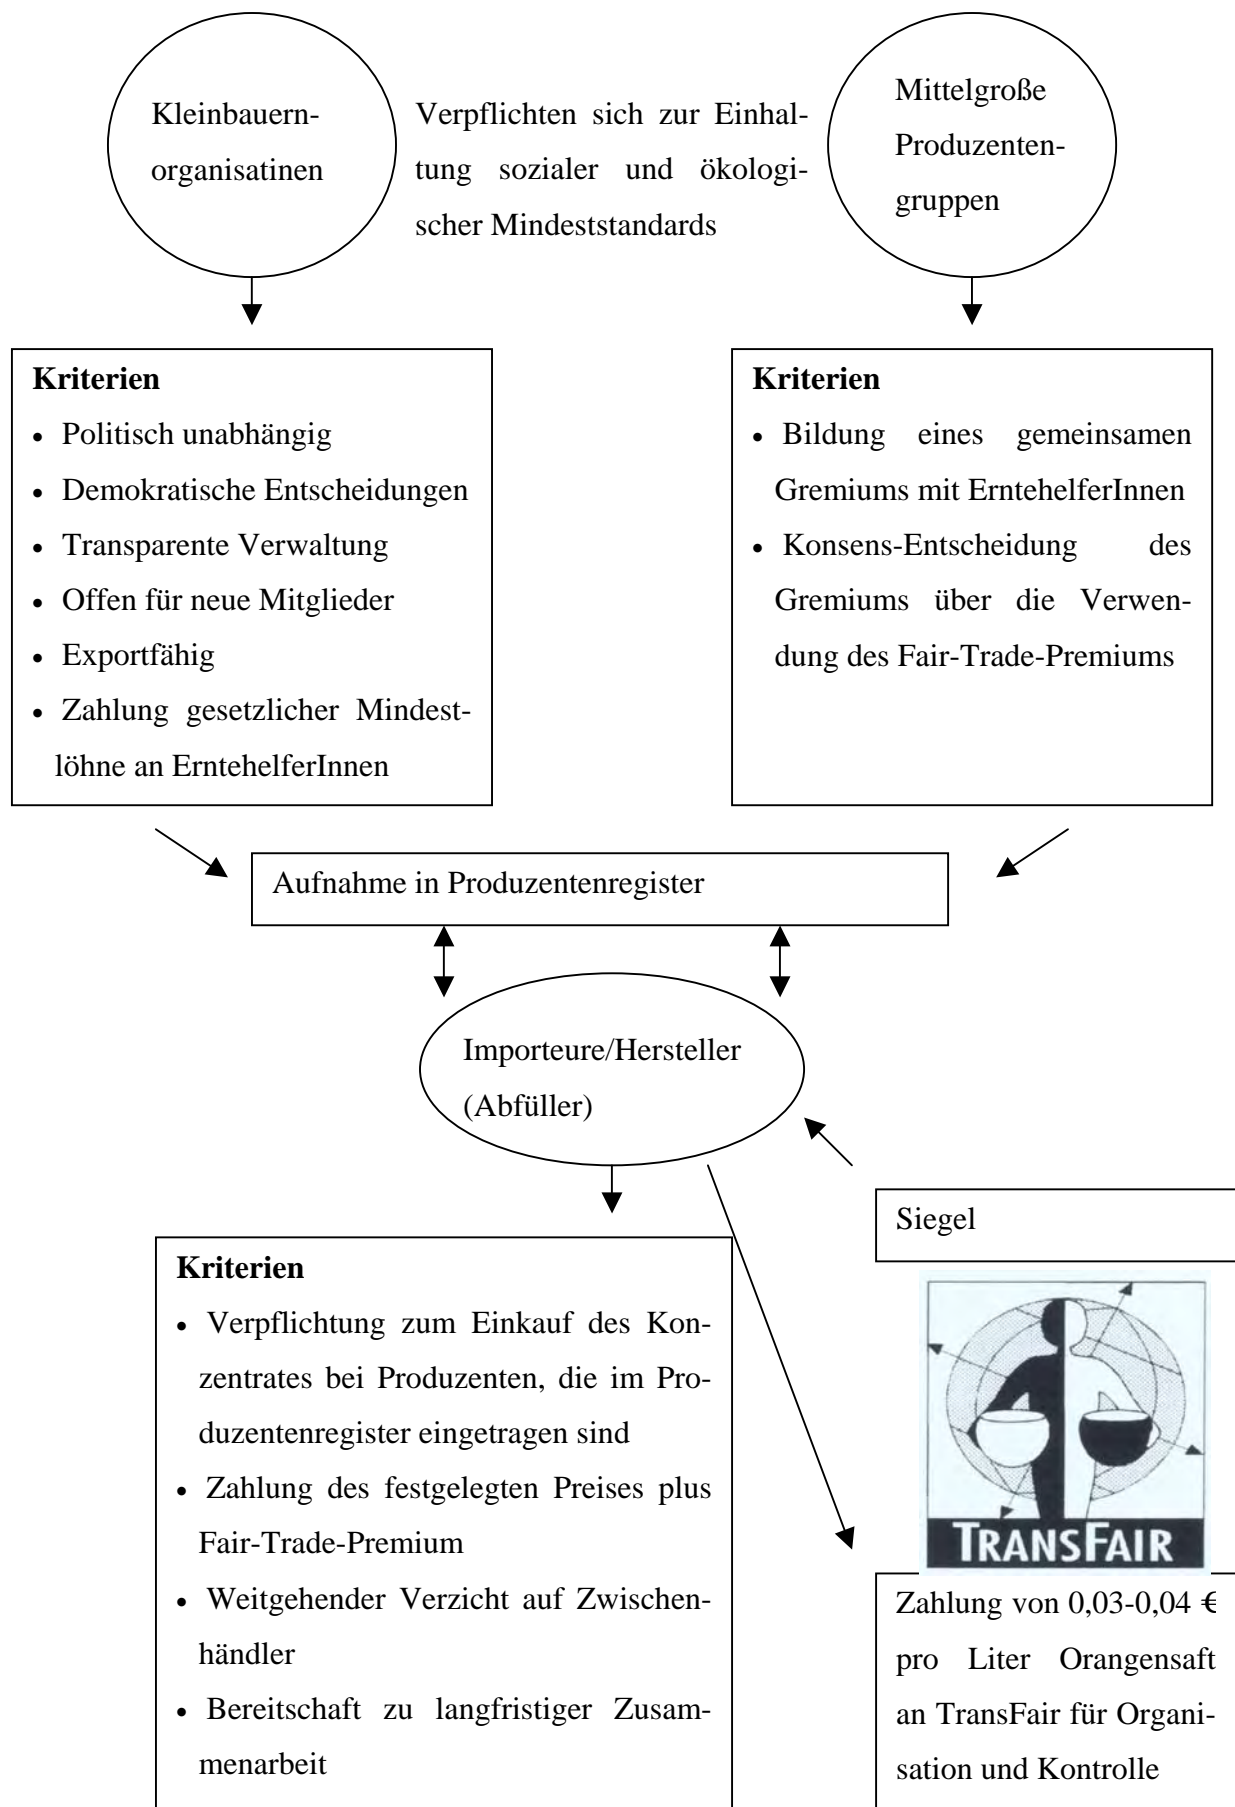 Kleinbauern-
organisatinen
Verpflichten sich zur Einhal-
tung sozialer und ökologi-
scher Mindeststandards
Mittelgroße
Produzenten-
gruppen
Kriterien
• Politisch unabhängig
• Demokratische Entscheidungen
• Transparente Verwaltung
• Offen für neue Mitglieder
• Exportfähig
• Zahlung gesetzlicher Mindest-
löhne an ErntehelferInnen
Kriterien
• Bildung eines gemeinsamen
Gremiums mit ErntehelferInnen
• Konsens-Entscheidung des
Gremiums über die Verwen-
dung des Fair-Trade-Premiums
Aufnahme in Produzentenregister
Importeure/Hersteller
(Abfüller)
Kriterien
• Verpflichtung zum Einkauf des Kon-
zentrates bei Produzenten, die im Pro-
duzentenregister eingetragen sind
• Zahlung des festgelegten Preises plus
Fair-Trade-Premium
• Weitgehender Verzicht auf Zwischen-
händler
• Bereitschaft zu langfristiger Zusam-
menarbeit
Siegel
TRANSFAIR
Zahlung von 0,03-0,04 €
pro Liter Orangensaft
an TransFair für Organi-
sation und Kontrolle